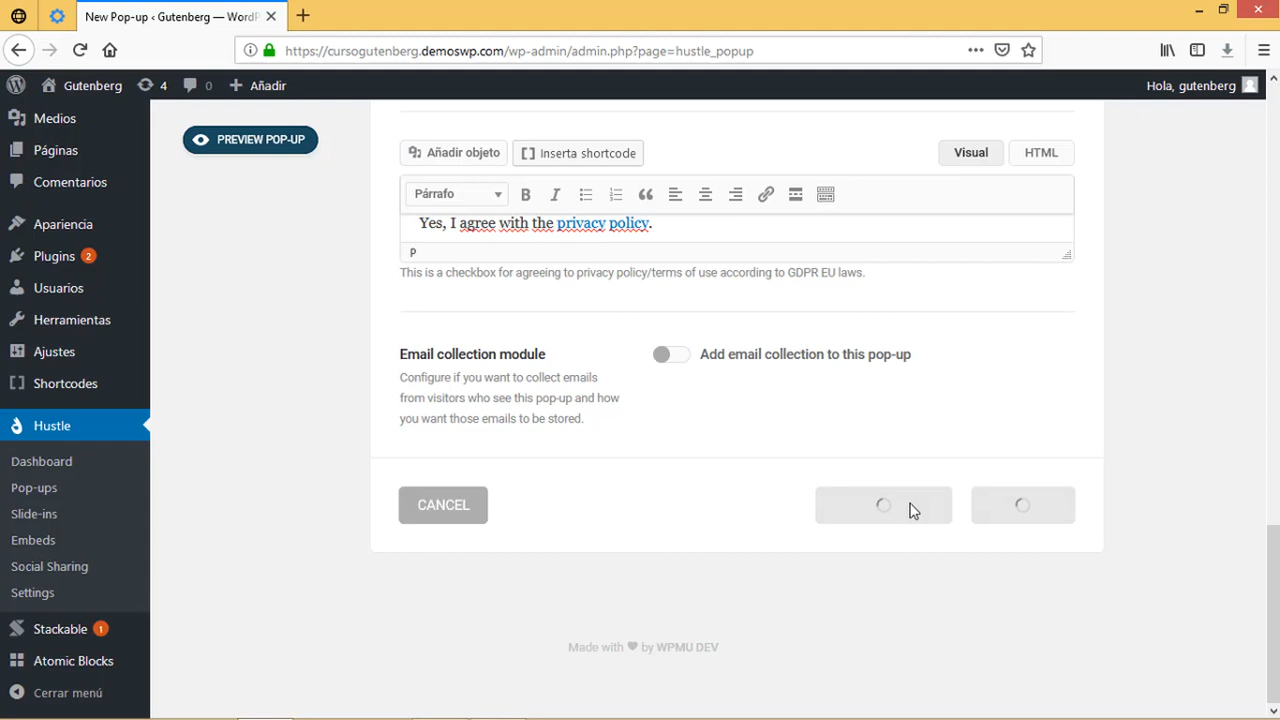 New Pop-up ‹ Gutenberg — WordP
https://cursogutenberg.demoswp.com/wp-admin/admin.php?page=hustle_popup
Gutenberg
4
0
Añadir
Hola, gutenberg
Medios
Páginas
Comentarios
Apariencia
Plugins 2
Usuarios
Herramientas
Ajustes
Shortcodes
Hustle
Dashboard
Pop-ups
Slide-ins
Embeds
Social Sharing
Settings
Stackable 1
Atomic Blocks
Cerrar menú
PREVIEW POP-UP
Añadir objeto
Inserta shortcode
Visual
HTML
Párrafo
B
I
Yes, I agree with the privacy policy.
P
This is a checkbox for agreeing to privacy policy/terms of use according to GDPR EU laws.
Email collection module
Configure if you want to collect emails
from visitors who see this pop-up and how
you want those emails to be stored.
Add email collection to this pop-up
CANCEL
Made with ♥ by WPMU DEV